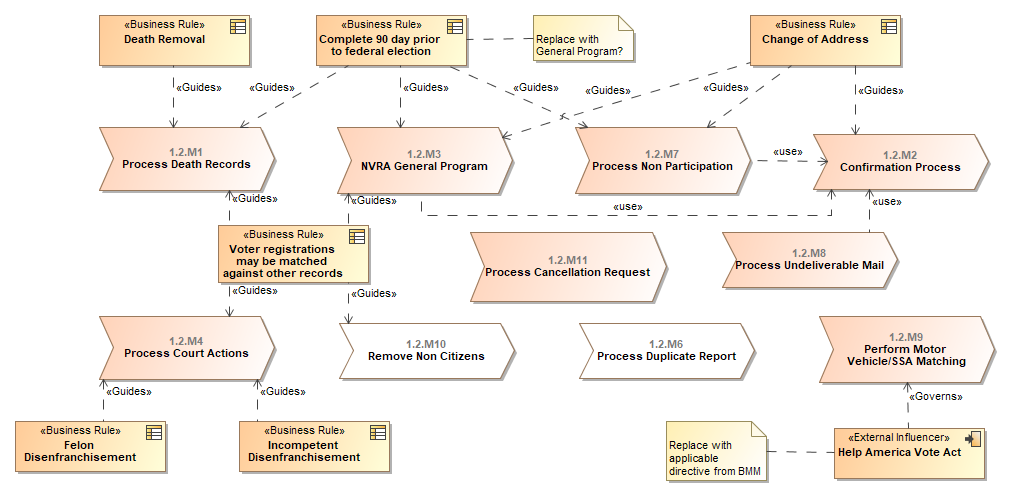 «Business Rule»
Death Removal
«Business Rule»
Complete 90 day prior
to federal election
Replace with
General Program?
«Business Rule»
Change of Address
«Guides»
«Guides»
«Guides»
«Guides»
«Guides»
«Guides»
«Guides»
1.2.M1
Process Death Records
1.2.M3
NVRA General Program
1.2.M7
Process Non Participation
«use»
1.2.M2
Confirmation Process
«Guides»
«Guides»
«use»
«use»
«Business Rule»
Voter registrations
may be matched
against other records
1.2.M11
Process Cancellation Request
1.2.M8
Process Undeliverable Mail
«Guides»
«Guides»
1.2.M4
Process Court Actions
1.2.M10
Remove Non Citizens
1.2.M6
Process Duplicate Report
1.2.M9
Perform Motor
Vehicle/SSA Matching
«Guides»
«Guides»
«Governs»
«Business Rule»
Felon
Disenfranchisement
«Business Rule»
Incompetent
Disenfranchisement
Replace with
applicable
directive from BMM
«External Influencer»
Help America Vote Act